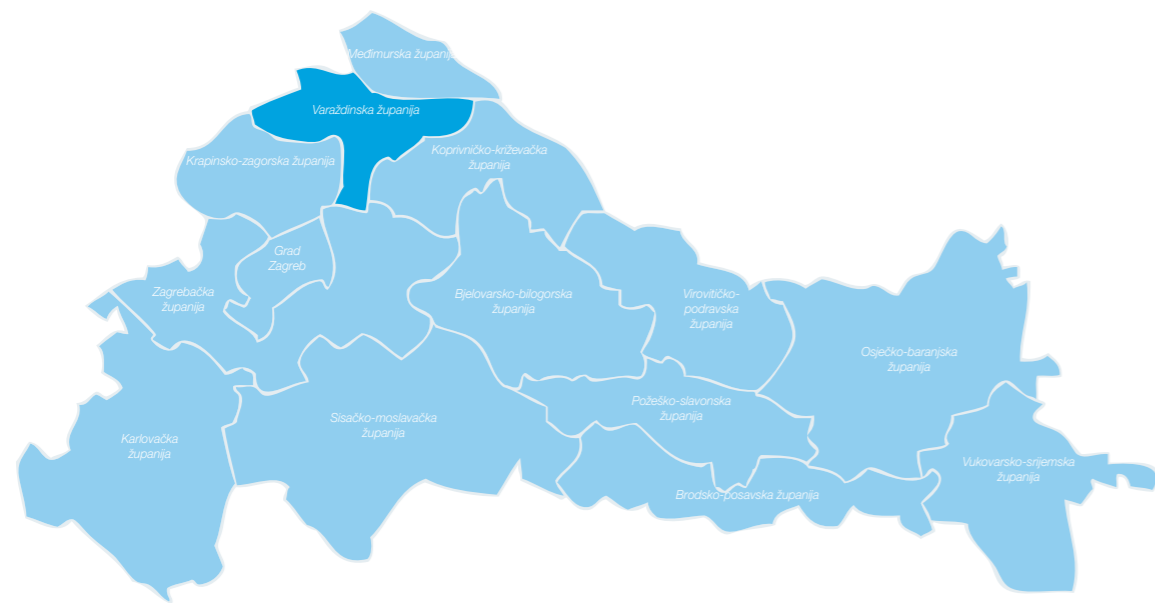 Međimurska županija
Varaždinska županija
Krapinsko-zagorska županija
Koprivničko-križevačka
županija
Grad
Zagreb
Zagrebačka
županija
Bjelovarsko-bilogorska
županija
Virovitičko-
podravska
županija
Osječko-baranjska
županija
Požeško-slavonska
županija
Sisačko-moslavačka
županija
Karlovačka
županija
Vukovarsko-srijemska
županija
Brodsko-posavska županija